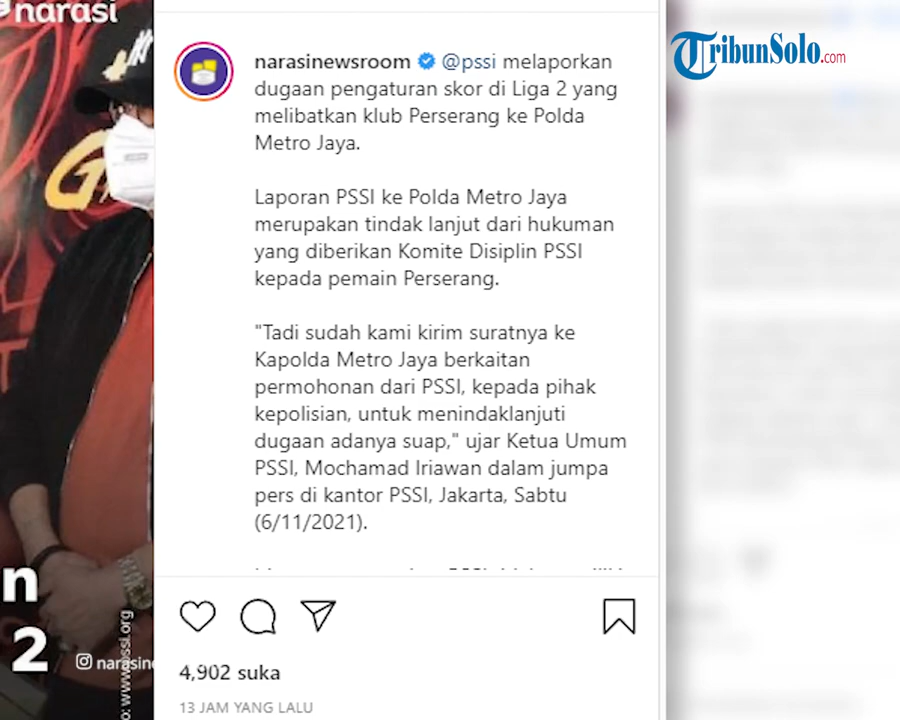 narasi
TribunSolo.com
narasinewsroom @pssi melaporkan
dugaan pengaturan skor di Liga 2 yang
melibatkan klub Perserang ke Polda
Metro Jaya.
Laporan PSSI ke Polda Metro Jaya
merupakan tindak lanjut dari hukuman
yang diberikan Komite Disiplin PSSI
kepada pemain Perserang.
"Tadi sudah kami kirim suratnya ke
Kapolda Metro Jaya berkaitan
permohonan dari PSSI, kepada pihak
kepolisian, untuk menindaklanjuti
dugaan adanya suap," ujar Ketua Umum
PSSI, Mochamad Iriawan dalam jumpa
pers di kantor PSSI, Jakarta, Sabtu
(6/11/2021).
n
2
narasine
o: www.pssi.org
4,902 suka
13 JAM YANG LALU